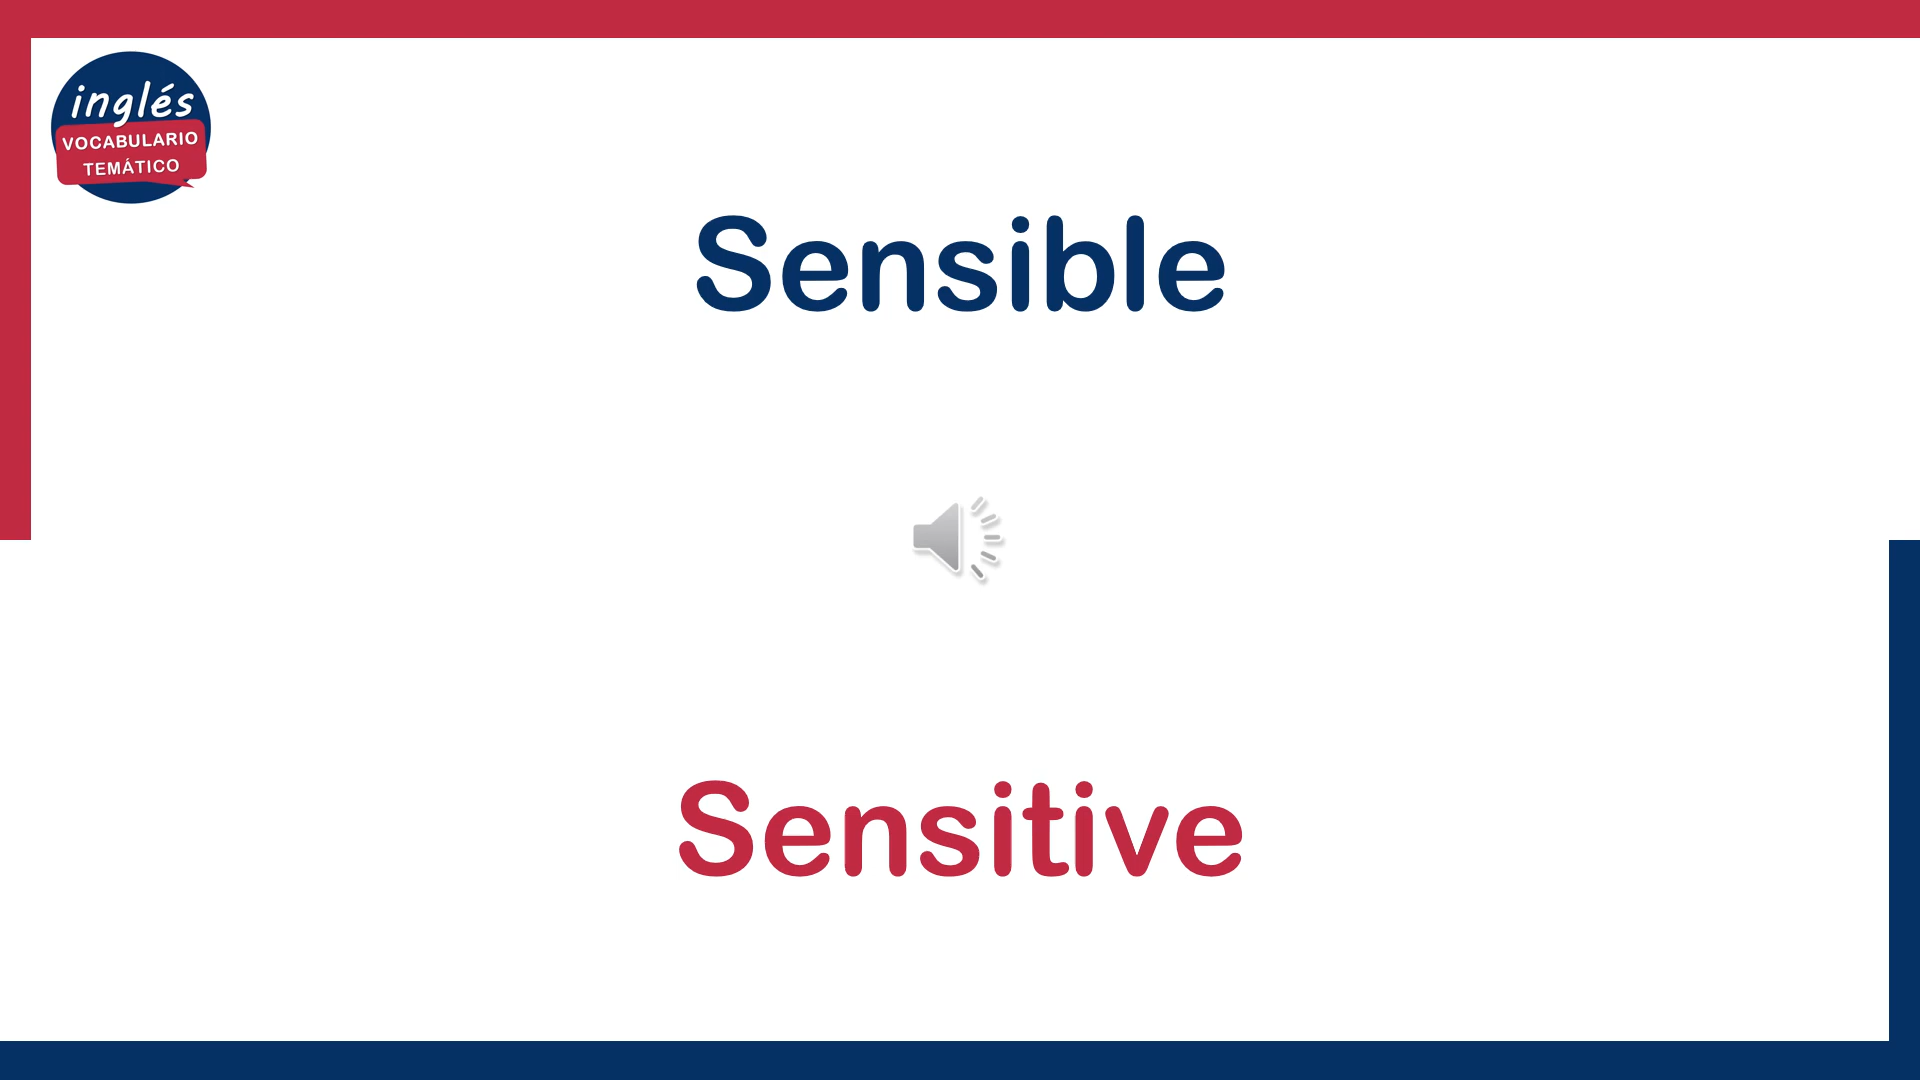 inglés
VOCABULARIO
TEMÁTICO
Sensible
Sensitive